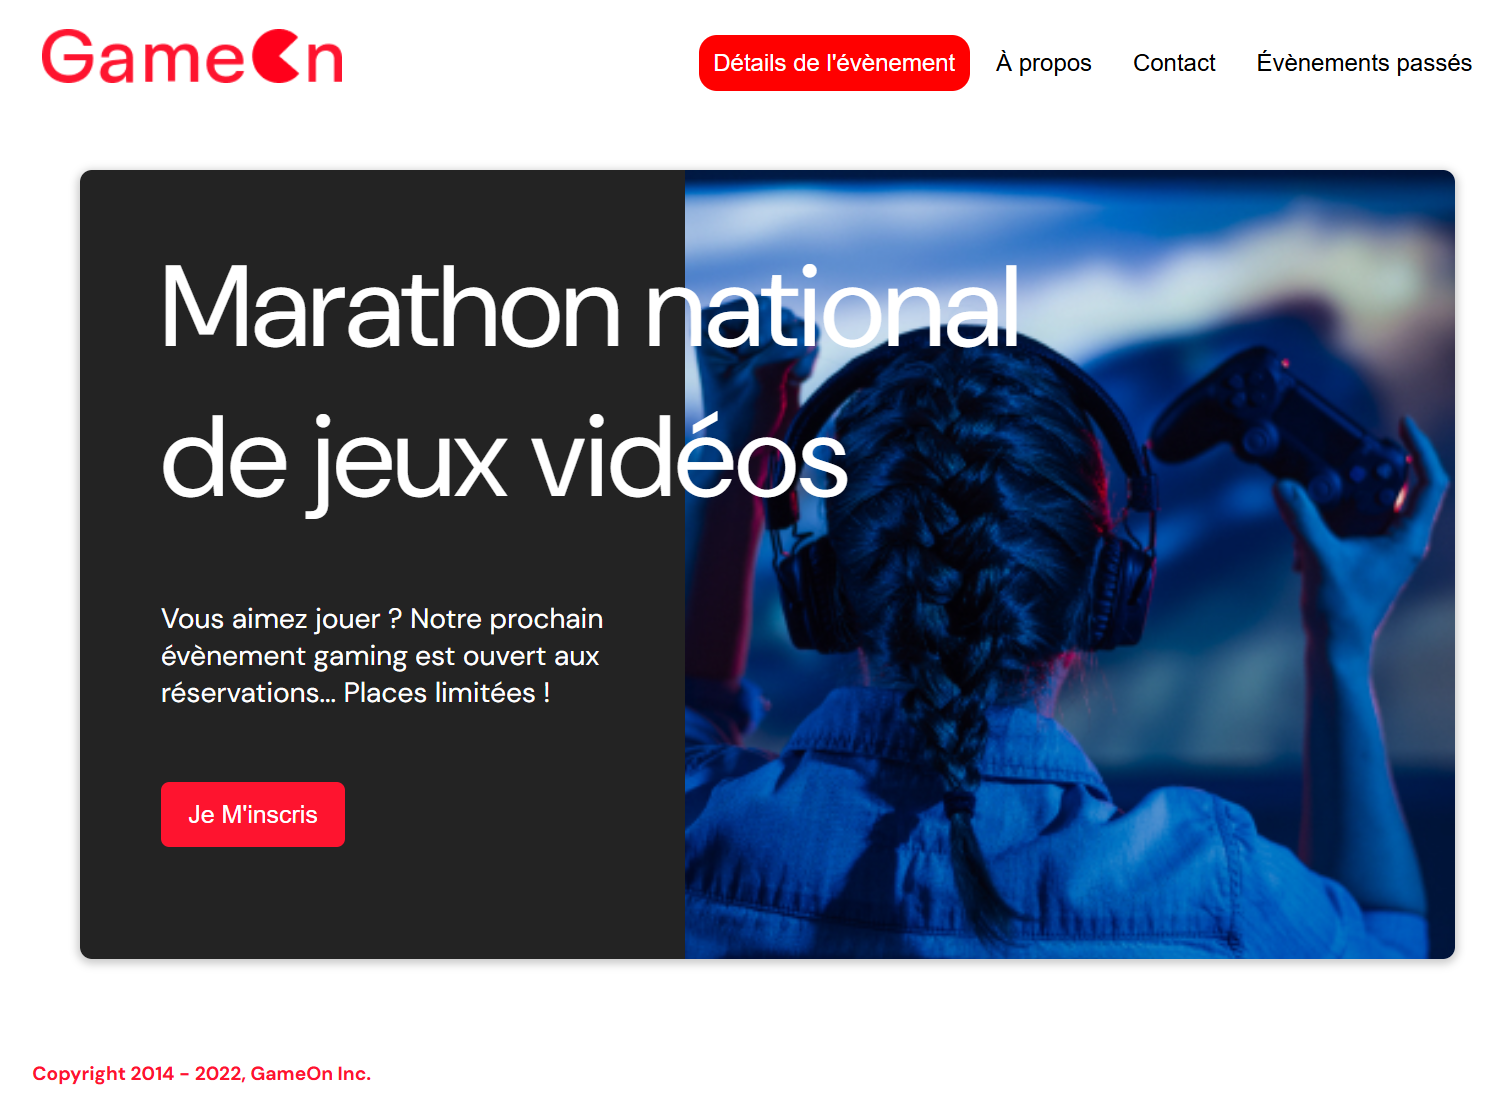 GameOn
Détails de l'évènement
À propos
Contact
Évènements passés
Marathon national
de jeux vidéos
Vous aimez jouer ? Notre prochain
évènement gaming est ouvert aux
réservations... Places limitées !
Je M'inscris
Copyright 2014 - 2022, GameOn Inc.